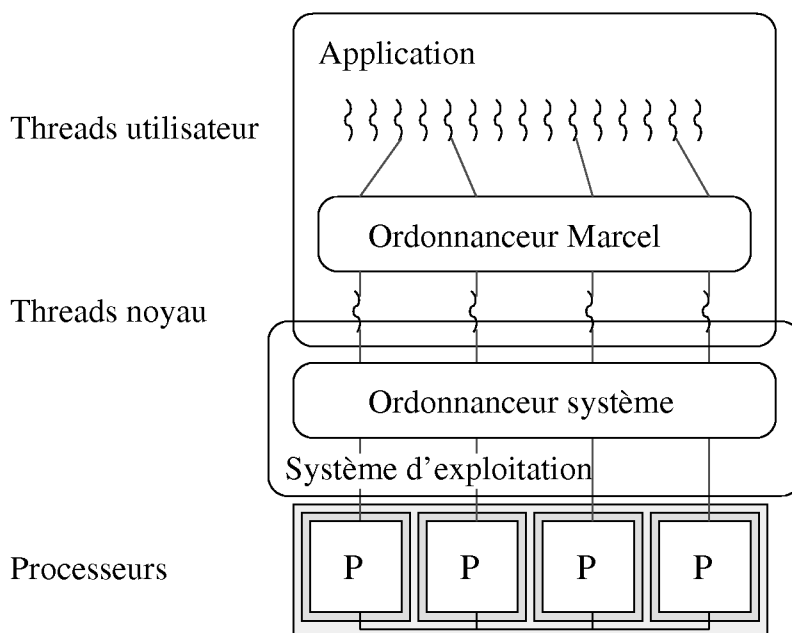 Application
Threads utilisateur
Ordonnanceur Marcel
Threads noyau
Ordonnanceur système
Système d'exploitation
Processeurs
P P P P